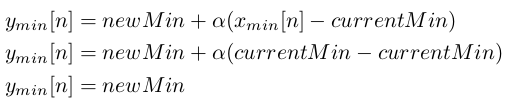 y_{min}[n] = newMin + α(x_{min}[n] − currentMin)
y_{min}[n] = newMin + α(currentMin − currentMin)
y_{min}[n] = newMin